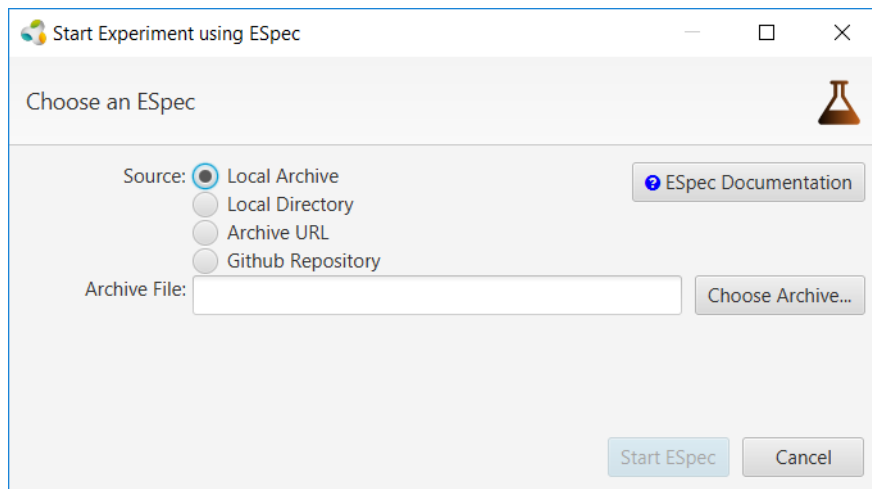 Start Experiment using ESpec
Choose an ESpec
Source: Local Archive
? ESpec Documentation
Local Directory
Archive URL
Github Repository
Archive File: Choose Archive...
Start ESpec Cancel